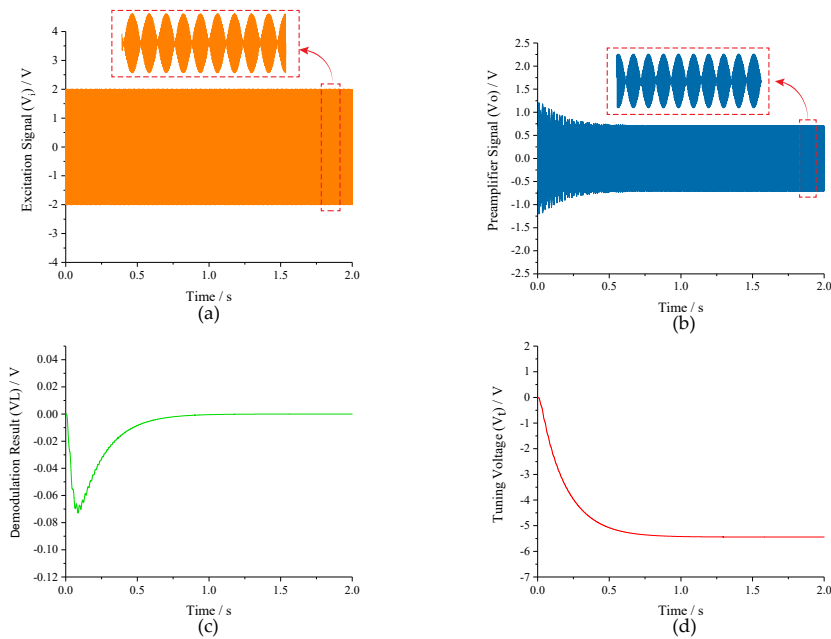 4
3
2
1
0
-1
-2
-3
-4
Excitation Signal (Vi) / V
0.0 0.5 1.0 1.5 2.0
Time / s
(a)
2.5
2.0
1.5
1.0
0.5
0.0
-0.5
-1.0
-1.5
-2.0
-2.5
Preamplifier Signal (Vo) / V
0.0 0.5 1.0 1.5 2.0
Time / s
(b)
0.04
0.02
0.00
-0.02
-0.04
-0.06
-0.08
-0.10
-0.12
Demodulation Result (VL) / V
0.0 0.5 1.0 1.5 2.0
Time / s
(c)
2
1
0
-1
-2
-3
-4
-5
-6
-7
Tuning Voltage (Vt) / V
0.0 0.5 1.0 1.5 2.0
Time / s
(d)